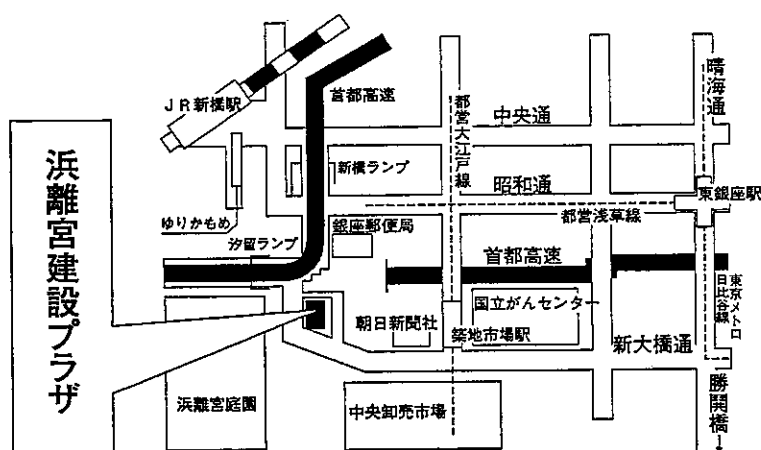 浜離宮建設プラザ
JR新橋駅
首都高速
都営大江戸線
中央通
晴海通
新橋ランプ
昭和通
東銀座駅
ゆりかもめ
都営浅草線
汐留ランプ
銀座郵便局
首都高速
東京メトロ
日比谷線
国立がんセンター
朝日新聞社
築地市場駅
新大橋通
勝開橋
浜離宮庭園
中央卸売市場